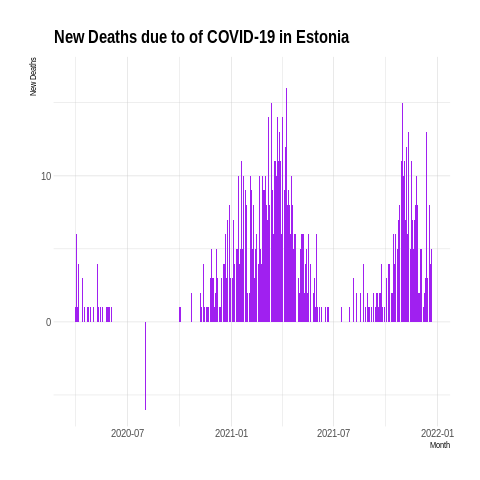 New Deaths due to of COVID-19 in Estonia
New Deaths
10
0
2020-07
2021-01
2021-07
2022-01
Month